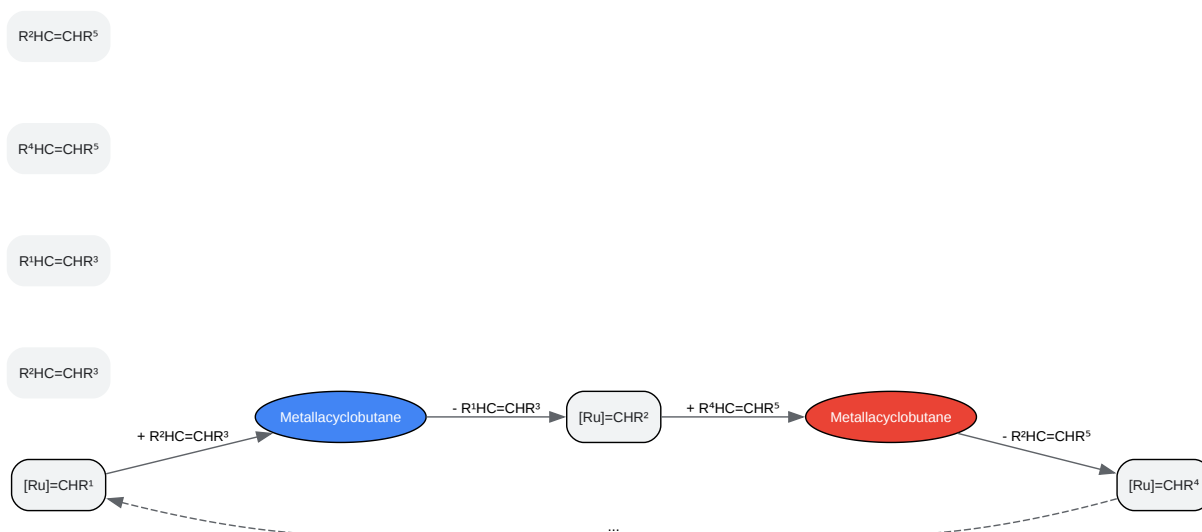 R²HC=CHR⁵
R⁴HC=CHR⁵
R¹HC=CHR³
R²HC=CHR³
- R¹HC=CHR³
+ R⁴HC=CHR⁵
Metallacyclobutane
[Ru]=CHR²
Metallacyclobutane
+ R²HC=CHR³
- R²HC=CHR⁵
[Ru]=CHR¹
[Ru]=CHR⁴
...